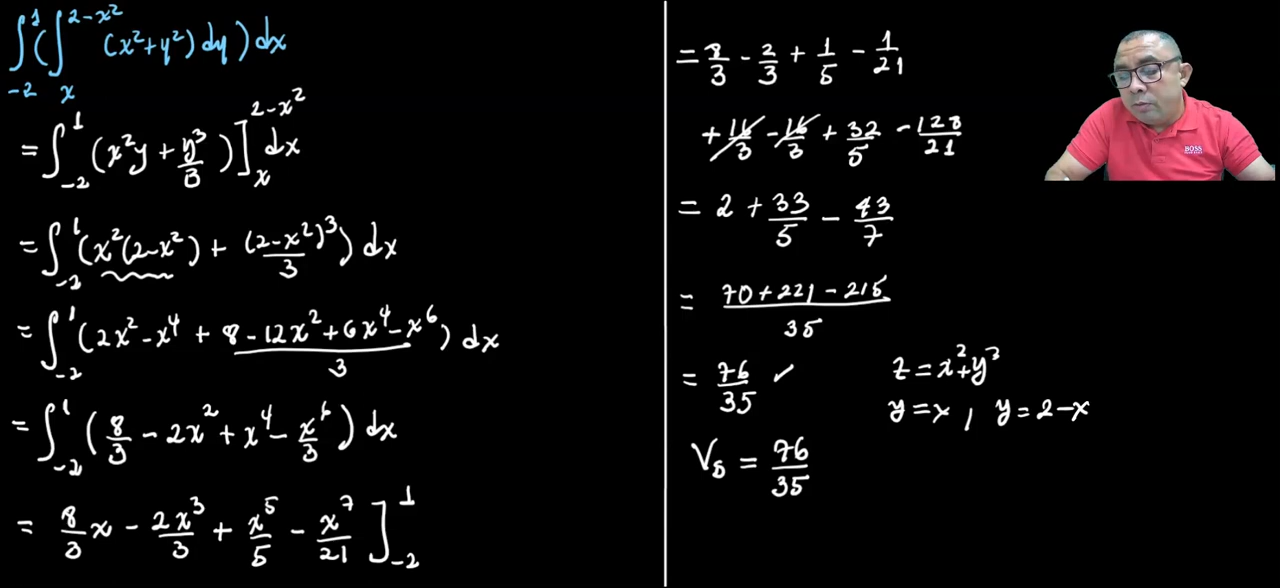 ∫_{-2}^{1} (∫_{x}^{2-x²} (x²+y²) dy) dx
= ∫_{-2}^{1} (x²y + y³/3)]_{x}^{2-x²} dx
= ∫_{-2}^{1} (x²(2-x²) + (2-x²)³/3) dx
= ∫_{-2}^{1} (2x² - x⁴ + (8 - 12x² + 6x⁴ - x⁶)/3) dx
= ∫_{-2}^{1} (8/3 - 2x² + x⁴ - x⁶/3) dx
= 8/3 x - 2x³/3 + x⁵/5 - x⁷/21 ]_{-2}^{1}
= 8/3 - 2/3 + 1/5 - 1/21
+ 16/3 - 16/3 + 32/5 - 128/21
= 2 + 33/5 - 43/7
= (70 + 221 - 215)/35
= 76/35 ✓
z = x² + y²
y = x, y = 2-x
V_s = 76/35
BOSS